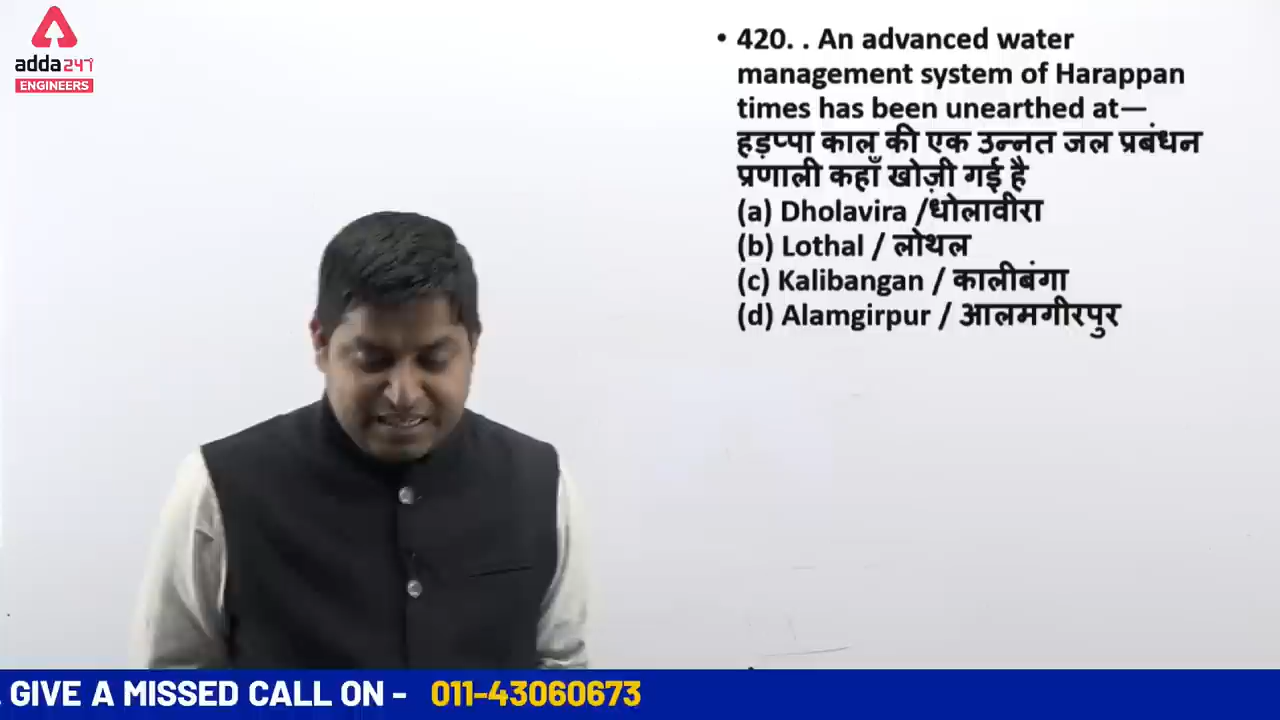 adda247
ENGINEERS
• 420. . An advanced water
management system of Harappan
times has been unearthed at—
हड़प्पा काल की एक उन्नत जल प्रबंधन
प्रणाली कहाँ खोज़ी गई है
(a) Dholavira /धोलावीरा
(b) Lothal / लोथल
(c) Kalibangan / कालीबंगा
(d) Alamgirpur / आलमगीरपुर
GIVE A MISSED CALL ON - 011-43060673